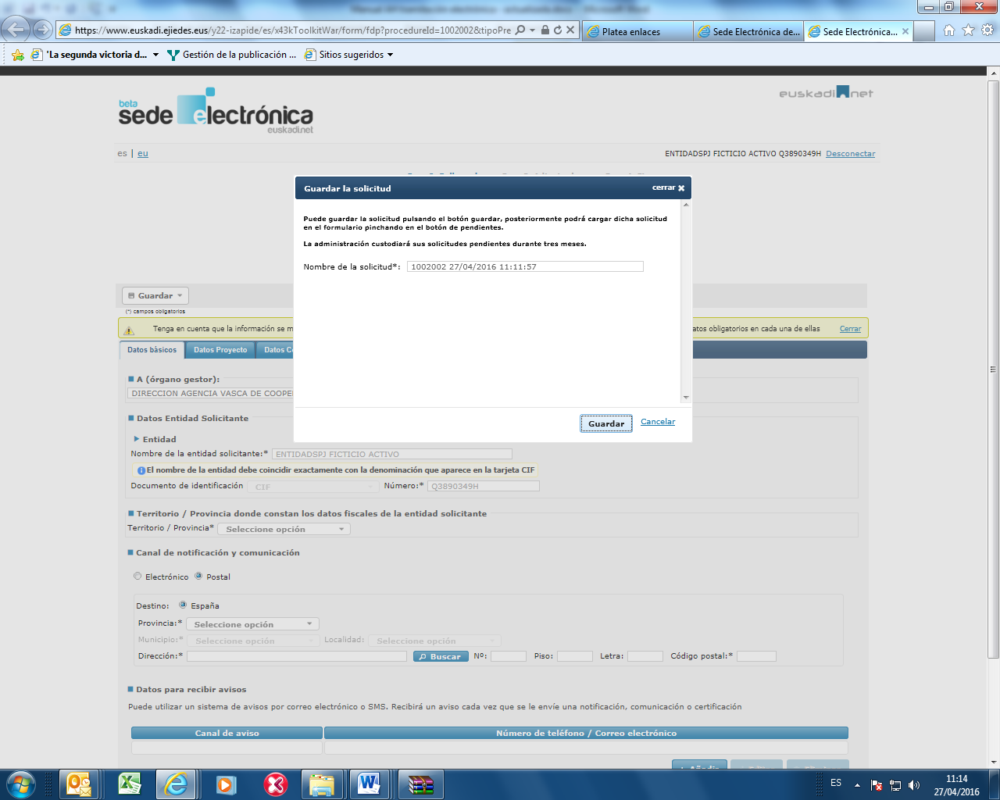 https://www.euskadi.ejiedes.eus/y22-izapide/es/x43kToolkitWar/form/fdp?procedureId=1002002&tipoPre
Platea enlaces
Sede Electrónica de...
Sede Electrónica...
'La segunda victoria d...
Gestión de la publicación ...
Sitios sugeridos
beta
sede electrónica
euskadi.net
euskadi.net
es | eu
ENTIDADSPJ FICTICIO ACTIVO Q3890349H Desconectar
Guardar la solicitud
cerrar
Puede guardar la solicitud pulsando el botón guardar, posteriormente podrá cargar dicha solicitud
en el formulario pinchando en el botón de pendientes.
La administración custodiará sus solicitudes pendientes durante tres meses.
Nombre de la solicitud*: 1002002 27/04/2016 11:11:57
Guardar Cancelar
Guardar
(*) campos obligatorios
Tenga en cuenta que la información se m
atos obligatorios en cada una de ellas
Cerrar
Datos básicos
Datos Proyecto
Datos C
A (órgano gestor):
DIRECCION AGENCIA VASCA DE COOPE
Datos Entidad Solicitante
Entidad
Nombre de la entidad solicitante:* ENTIDADSPJ FICTICIO ACTIVO
El nombre de la entidad debe coincidir exactamente con la denominación que aparece en la tarjeta CIF
Documento de identificación CIF Número:* Q3890349H
Territorio / Provincia donde constan los datos fiscales de la entidad solicitante
Territorio / Provincia* Seleccione opción
Canal de notificación y comunicación
Electrónico Postal
Destino: España
Provincia:* Seleccione opción
Municipio:* Seleccione opción Localidad: Seleccione opción
Dirección:* Buscar Nº: Piso: Letra: Código postal:*
Datos para recibir avisos
Puede utilizar un sistema de avisos por correo electrónico o SMS. Recibirá un aviso cada vez que se le envíe una notificación, comunicación o certificación
Canal de aviso
Número de teléfono / Correo electrónico
ES
11:14
27/04/2016